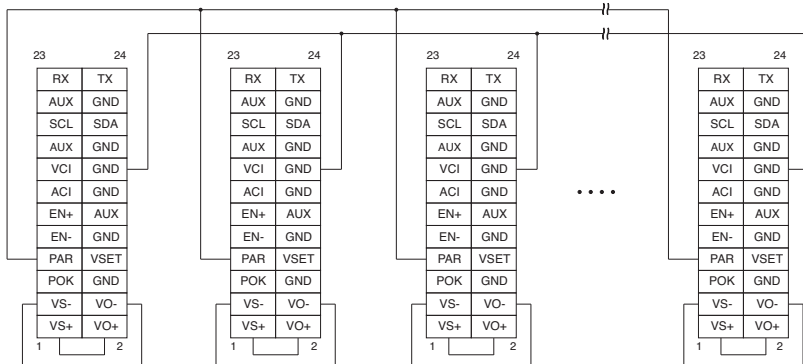 23 24 23 24 23 24 23 24
RX TX RX TX RX TX RX TX
AUX GND AUX GND AUX GND AUX GND
SCL SDA SCL SDA SCL SDA SCL SDA
AUX GND AUX GND AUX GND AUX GND
VCI GND VCI GND VCI GND VCI GND
ACI GND ACI GND ACI GND ACI GND
EN+ AUX EN+ AUX EN+ AUX EN+ AUX
EN- GND EN- GND EN- GND EN- GND
PAR VSET PAR VSET PAR VSET PAR VSET
POK GND POK GND POK GND POK GND
VS- VO- VS- VO- VS- VO- VS- VO-
VS+ VO+ VS+ VO+ VS+ VO+ VS+ VO+
1 2 1 2 1 2 1 2